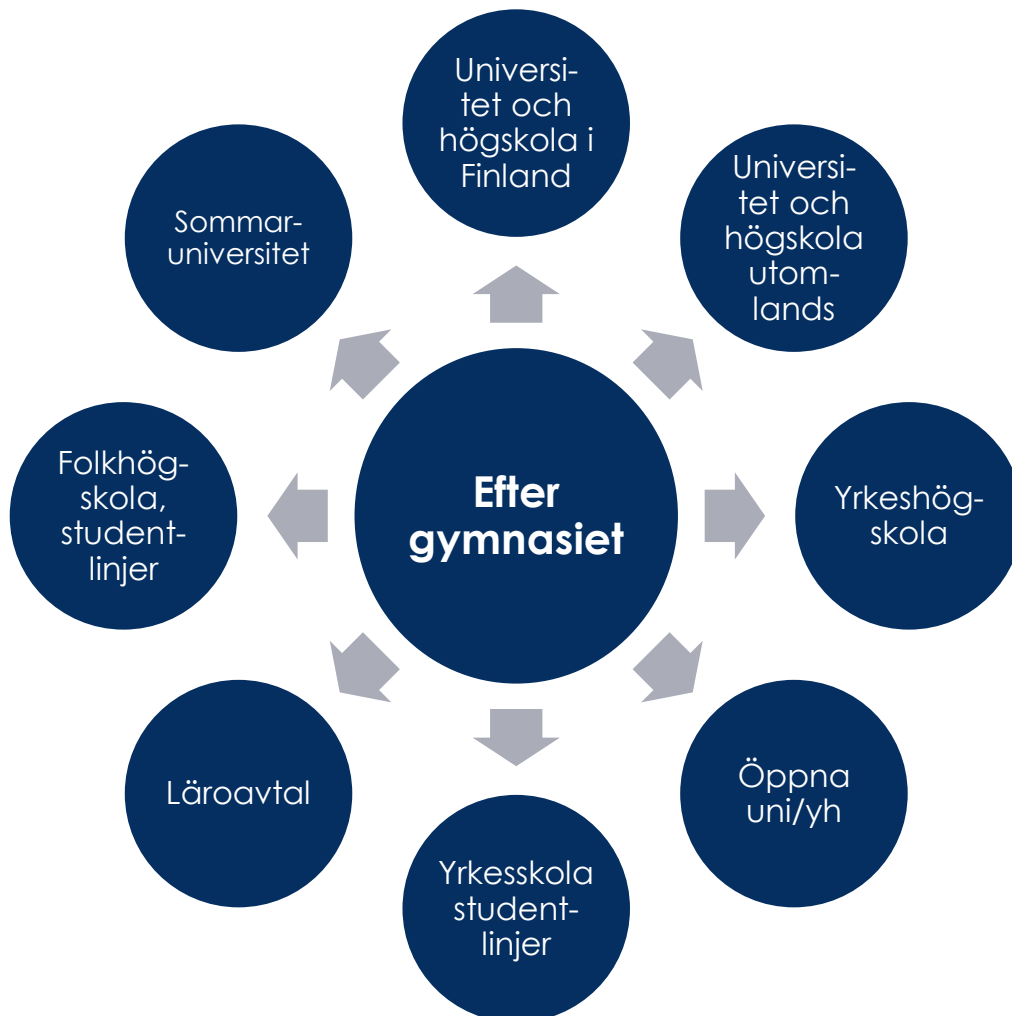 Universi-
tet och
högskola i
Finland
Universi-
tet och
högskola
utom-
lands
Sommar-
universitet
Folkhög-
skola,
student-
linjer
Efter
gymnasiet
Yrkeshög-
skola
Läroavtal
Öppna
uni/yh
Yrkesskola
student-
linjer